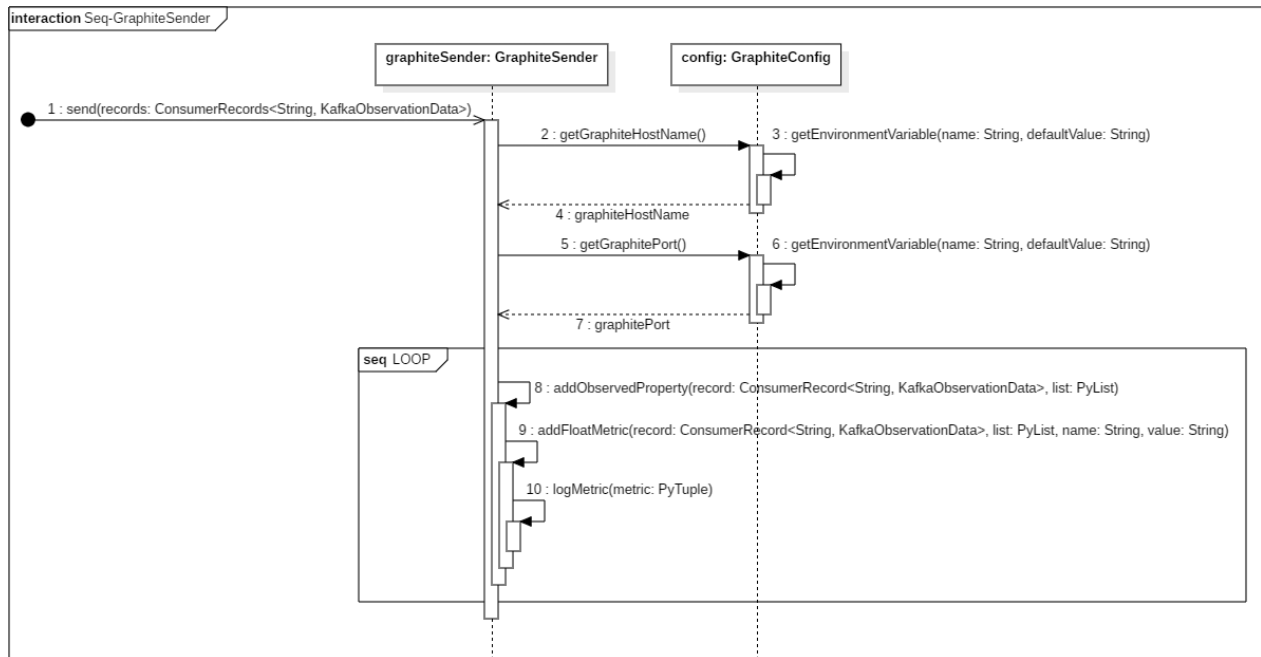 interaction Seq-GraphiteSender
graphiteSender: GraphiteSender
config: GraphiteConfig
1 : send(records: ConsumerRecords<String, KafkaObservationData>)
2 : getGraphiteHostName()
3 : getEnvironmentVariable(name: String, defaultValue: String)
4 : graphiteHostName
5 : getGraphitePort()
6 : getEnvironmentVariable(name: String, defaultValue: String)
7 : graphitePort
seq LOOP
8 : addObservedProperty(record: ConsumerRecord<String, KafkaObservationData>, list: PyList)
9 : addFloatMetric(record: ConsumerRecord<String, KafkaObservationData>, list: PyList, name: String, value: String)
10 : logMetric(metric: PyTuple)